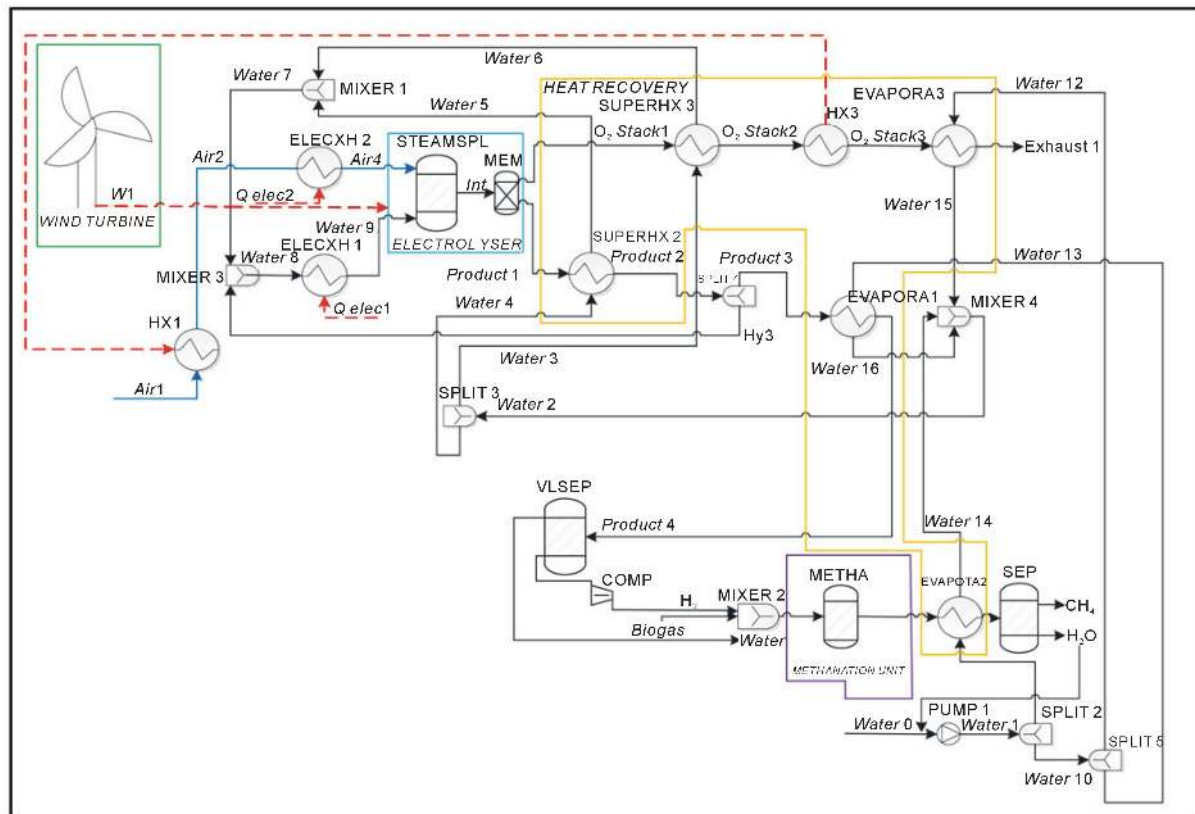 Water 6
Water 7
MIXER 1
HEAT RECOVERY
SUPERHX 3
Water 12
EVAPORA3
Water 5
HX3
ELECXH 2
STEAMSPL
O2 Stack1
O2 Stack2
O2 Stack3
Air2
Air4
MEM
Exhaust 1
Int
W1
Q elec2
WIND TURBINE
Water 9
Water 15
ELECXH 1
ELECTROLYSER
SUPERHX 2
Water 8
Product 3
Water 13
MIXER 3
Product 1
Product 2
EVAPORA1
MIXER 4
Water 4
Q elec1
HX1
Hy3
Water 3
Water 16
Air1
SPLIT 3
Water 2
VLSEP
Product 4
Water 14
COMP
METHA
EVAPOTA2
SEP
MIXER 2
CH4
Biogas
Water
H2O
METHANATION UNIT
PUMP 1
Water 0
Water 1
SPLIT 2
SPLIT 5
Water 10